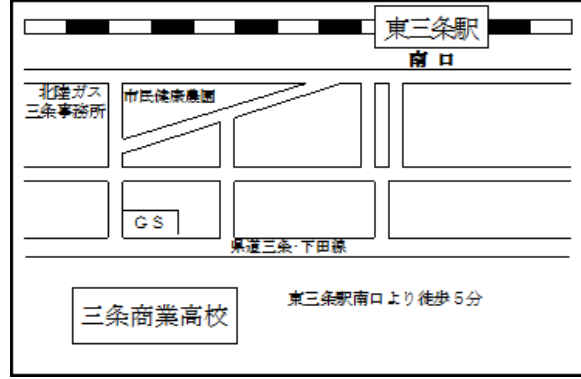 東三条駅
南口
北陸ガス
三条事務所
市民健康農園
GS
県道三条・下田線
東三条駅南口より徒歩5分
三条商業高校